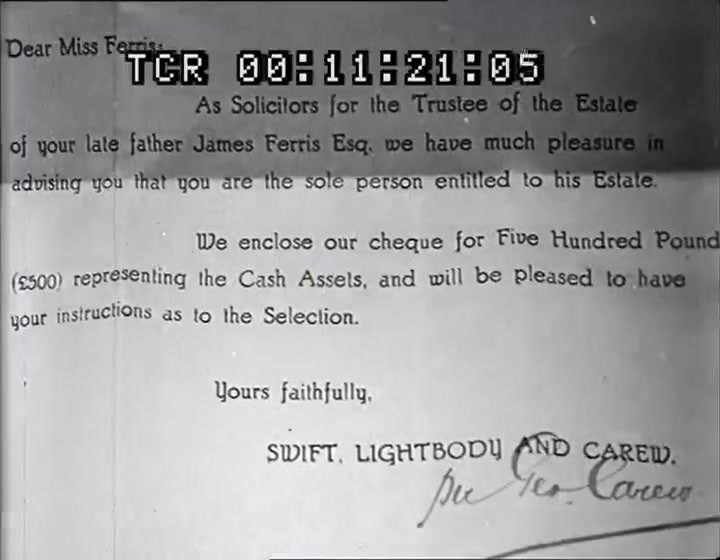 Dear Miss Ferris:
TCR 00:11:21:05
As Solicitors for the Trustee of the Estate
of your late father James Ferris Esq. we have much pleasure in
advising you that you are the sole person entitled to his Estate.
We enclose our cheque for Five Hundred Pound
(£500) representing the Cash Assets, and will be pleased to have
your instructions as to the Selection.
Yours faithfully,
SWIFT, LIGHTBODY AND CAREW.
per Geo. Carew